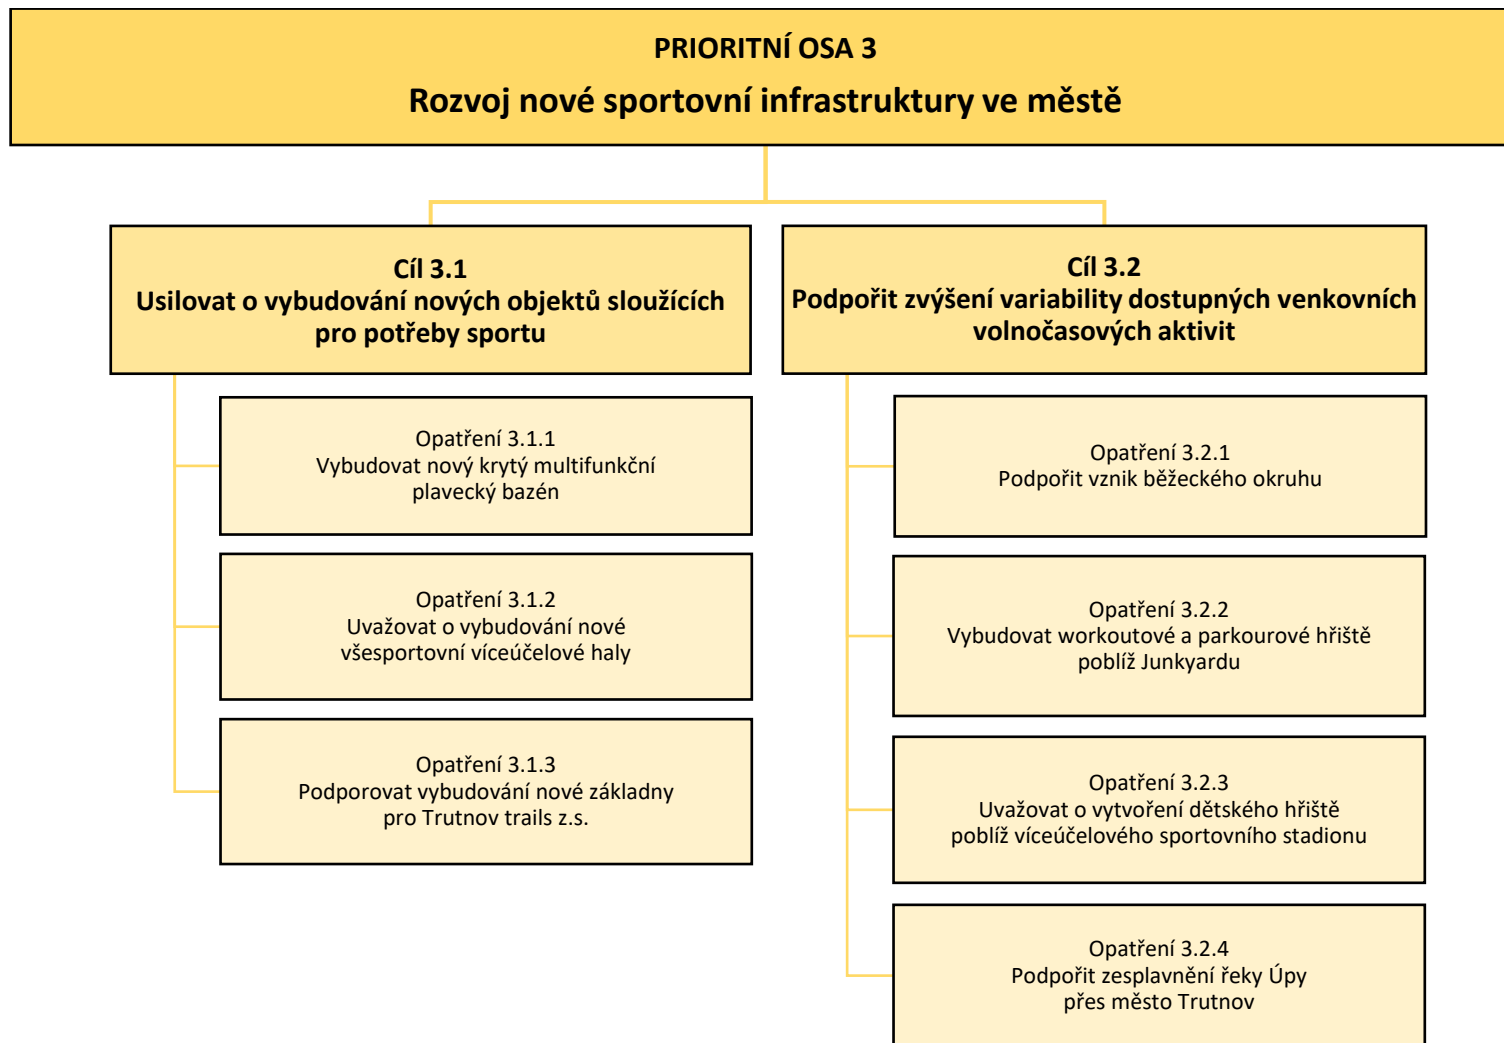 PRIORITNÍ OSA 3
Rozvoj nové sportovní infrastruktury ve městě
Cíl 3.1
Usilovat o vybudování nových objektů sloužících
pro potřeby sportu
Opatření 3.1.1
Vybudovat nový krytý multifunkční
plavecký bazén
Opatření 3.1.2
Uvažovat o vybudování nové
všesportovní víceúčelové haly
Opatření 3.1.3
Podporovat vybudování nové základny
pro Trutnov trails z.s.
Cíl 3.2
Podpořit zvýšení variability dostupných venkovních
volnočasových aktivit
Opatření 3.2.1
Podpořit vznik běžeckého okruhu
Opatření 3.2.2
Vybudovat workoutové a parkourové hřiště
poblíž Junkyardu
Opatření 3.2.3
Uvažovat o vytvoření dětského hřiště
poblíž víceúčelového sportovního stadionu
Opatření 3.2.4
Podpořit zesplavnění řeky Úpy
přes město Trutnov